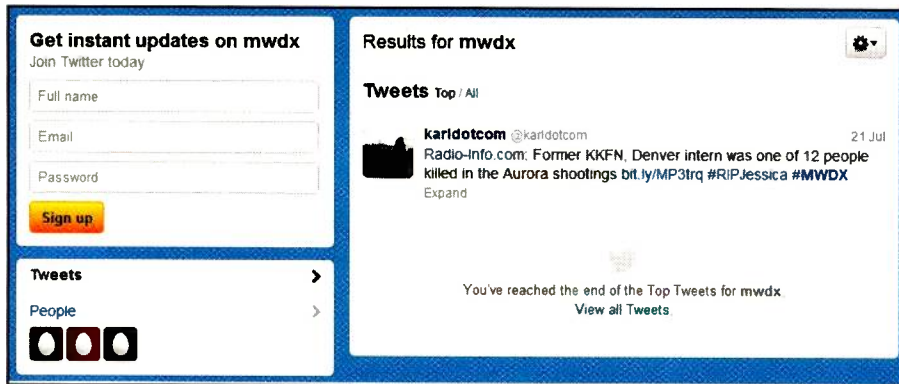 Get instant updates on mwdx
Join Twitter today
Full name
Email
Password
Sign up
Tweets
People
Results for mwdx
Tweets Top / All
karldotcom @karldotcom 21 Jul
Radio-Info.com: Former KKFN, Denver intern was one of 12 people
killed in the Aurora shootings bit.ly/MP3trq #RIPJessica #MWDX
Expand
You've reached the end of the Top Tweets for mwdx.
View all Tweets.